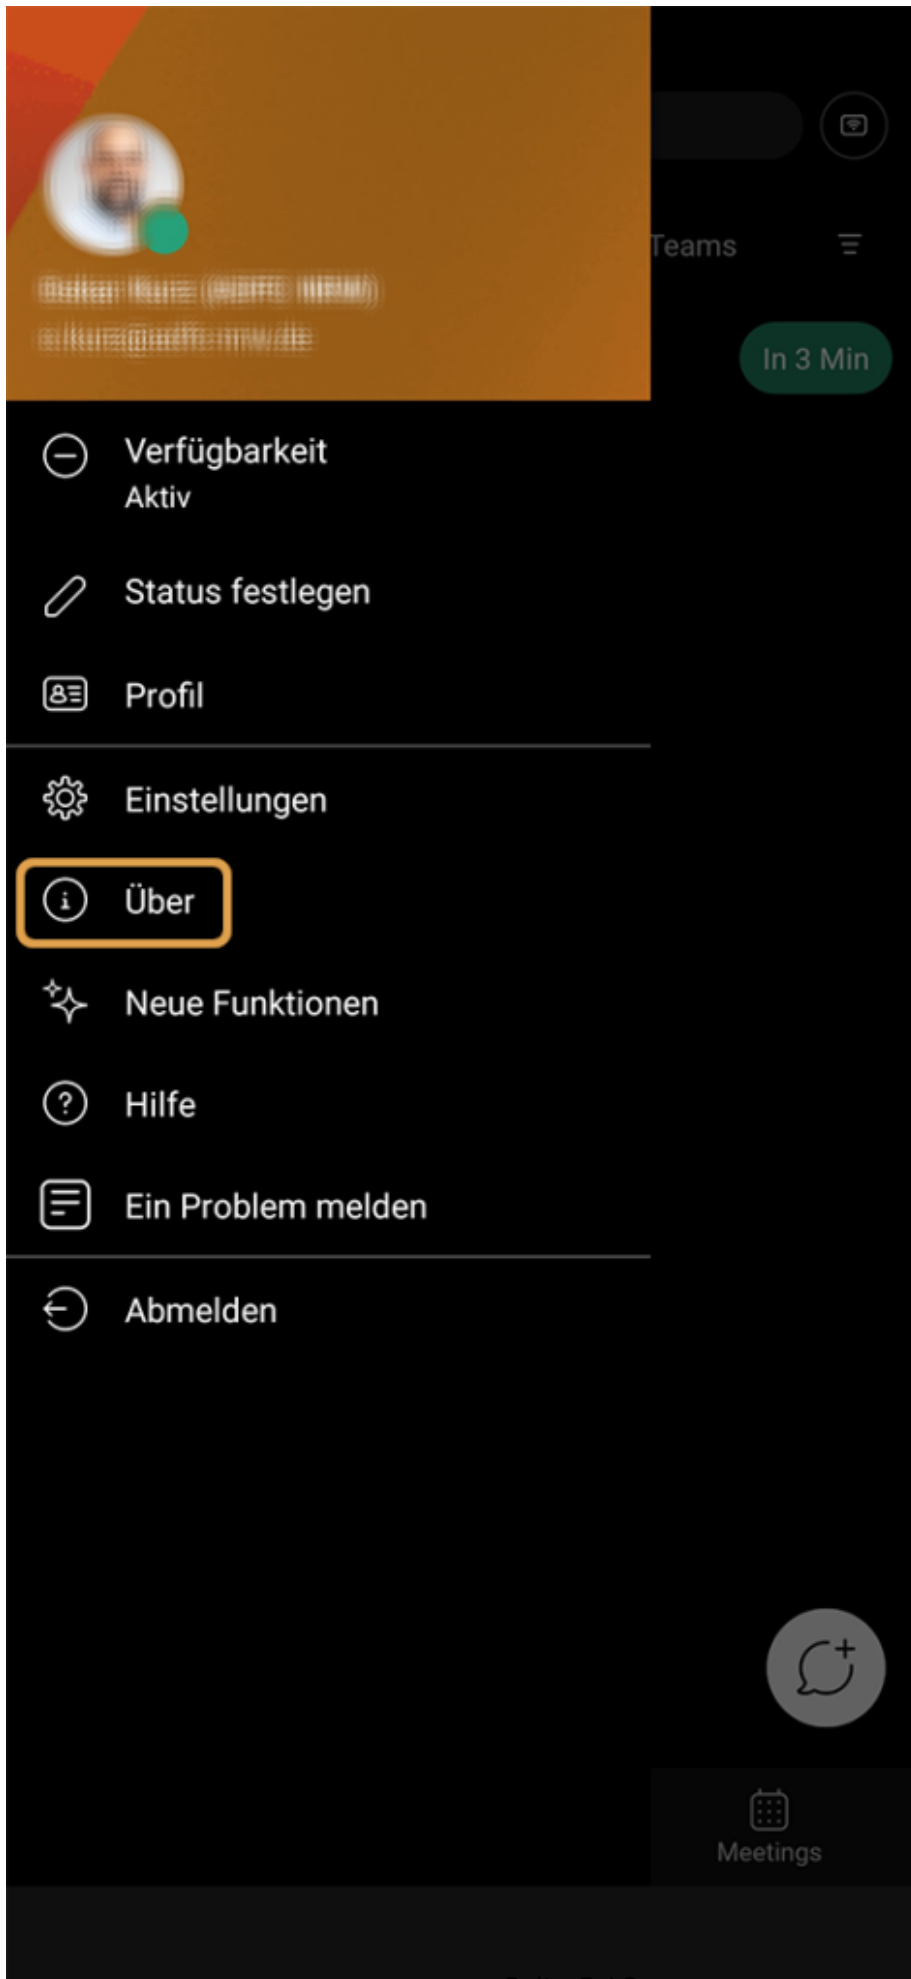 Teams
In 3 Min
Verfügbarkeit
Aktiv
Status festlegen
Profil
Einstellungen
Über
Neue Funktionen
Hilfe
Ein Problem melden
Abmelden
Meetings